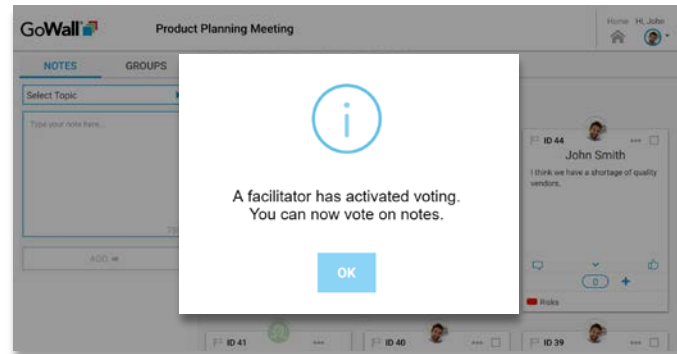 GoWall
Product Planning Meeting
Home Hi, John
NOTES GROUPS
Select Topic
Type your note here...
ADD
A facilitator has activated voting.
You can now vote on notes.
OK
ID 44
John Smith
I think we have a shortage of quality
vendors.
0
Risks
ID 41
ID 40
ID 39